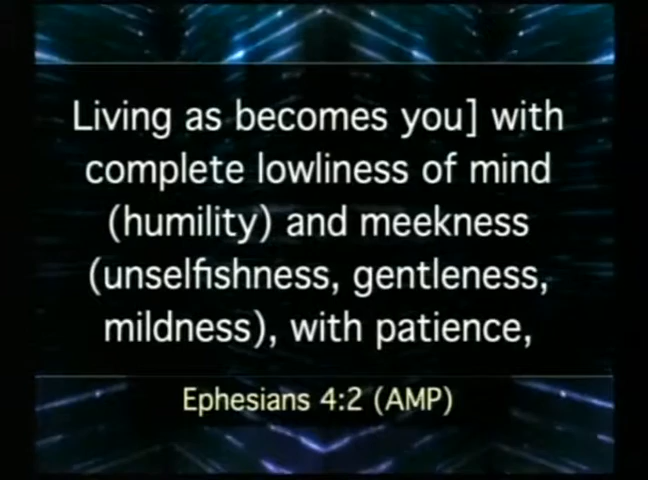 Living as becomes you] with
complete lowliness of mind
(humility) and meekness
(unselfishness, gentleness,
mildness), with patience,
Ephesians 4:2 (AMP)